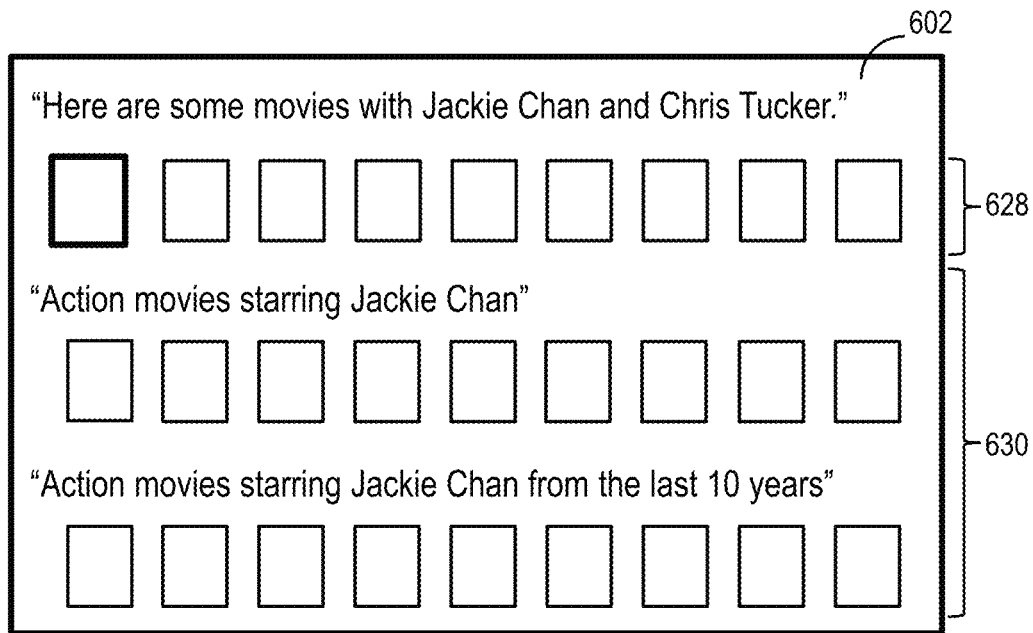 602
“Here are some movies with Jackie Chan and Chris Tucker.”
628
“Action movies starring Jackie Chan”
630
“Action movies starring Jackie Chan from the last 10 years”